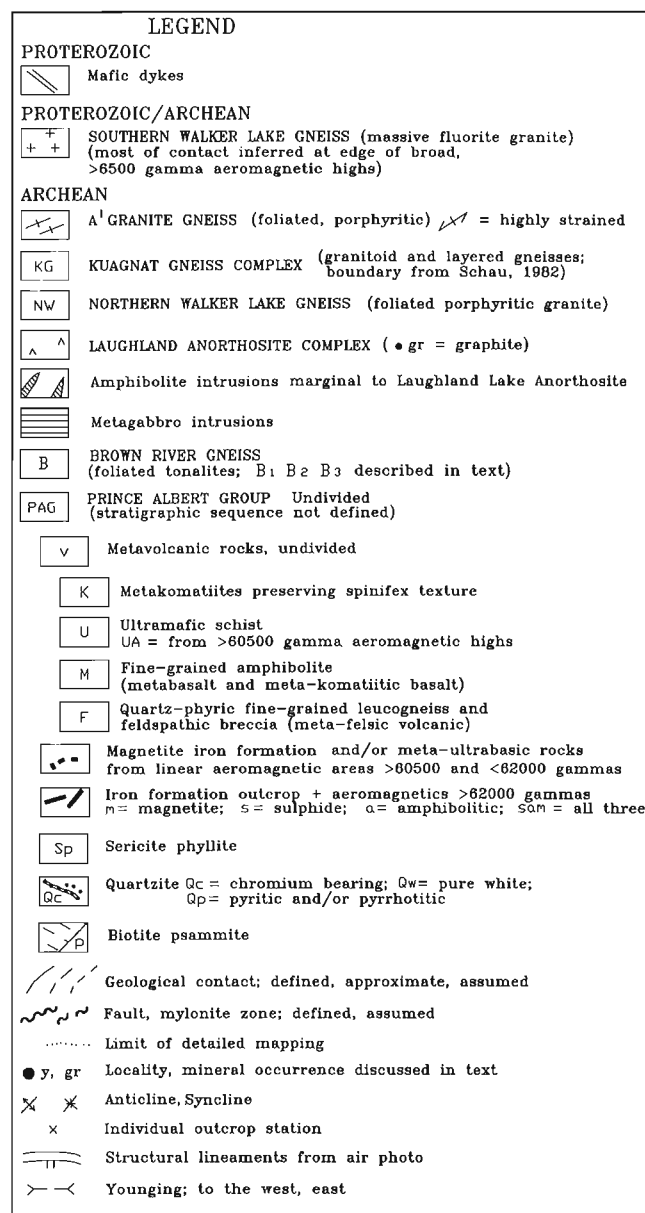 LEGEND
PROTEROZOIC
Mafic dykes
PROTEROZOIC/ARCHEAN
SOUTHERN WALKER LAKE GNEISS (massive fluorite granite)
(most of contact inferred at edge of broad,
>6500 gamma aeromagnetic highs)
ARCHEAN
A' GRANITE GNEISS (foliated, porphyritic) = highly strained
KG KUAGNAT GNEISS COMPLEX (granitoid and layered gneisses;
boundary from Schau, 1982)
NW NORTHERN WALKER LAKE GNEISS (foliated porphyritic granite)
LAUGHLAND ANORTHOSITE COMPLEX ( • gr = graphite)
Amphibolite intrusions marginal to Laughland Lake Anorthosite
Metagabbro intrusions
B BROWN RIVER GNEISS
(foliated tonalites; B1 B2 B3 described in text)
PAG PRINCE ALBERT GROUP Undivided
(stratigraphic sequence not defined)
v Metavolcanic rocks, undivided
K Metakomatiites preserving spinifex texture
U Ultramafic schist
UA = from >60500 gamma aeromagnetic highs
M Fine-grained amphibolite
(metabasalt and meta-komatiitic basalt)
F Quartz-phyric fine-grained leucogneiss and
feldspathic breccia (meta-felsic volcanic)
Magnetite iron formation and/or meta-ultrabasic rocks
from linear aeromagnetic areas >60500 and <62000 gammas
Iron formation outcrop + aeromagnetics >62000 gammas
m= magnetite; s= sulphide; a= amphibolitic; sam= all three
Sp Sericite phyllite
Qc Quartzite Qc = chromium bearing; Qw= pure white;
Qp= pyritic and/or pyrrhotitic
P Biotite psammite
Geological contact; defined, approximate, assumed
Fault, mylonite zone; defined, assumed
Limit of detailed mapping
● y, gr Locality, mineral occurrence discussed in text
Anticline, Syncline
x Individual outcrop station
Structural lineaments from air photo
Younging; to the west, east